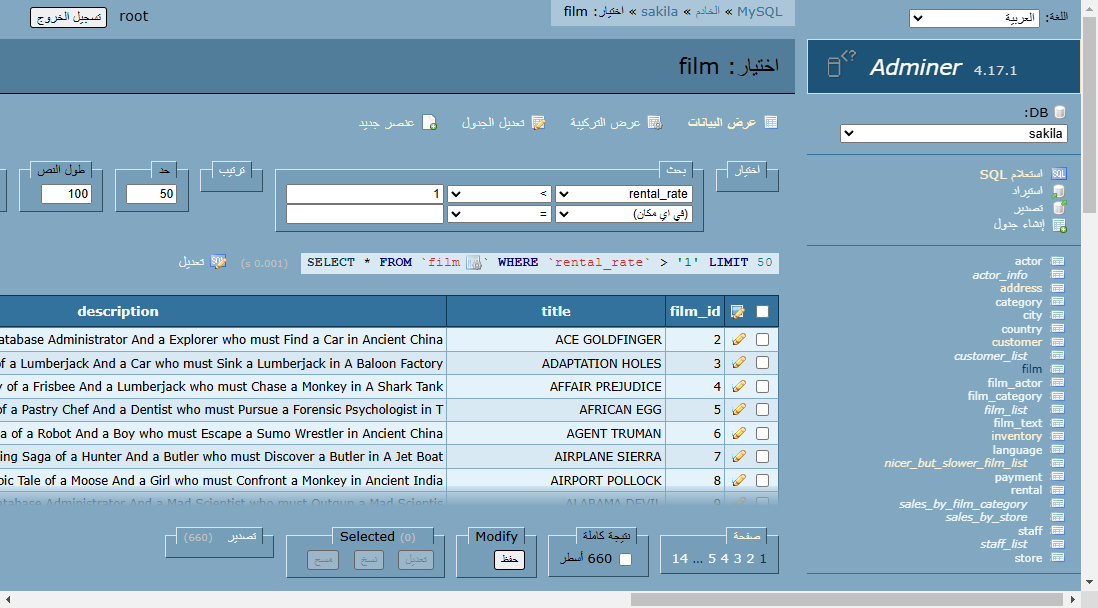 اللغة: العربية
MySQL » الخادم » sakila » اختيار: film
root تسجيل الخروج
Adminer 4.17.1
DB:
sakila
استعلام SQL
استيراد
تصدير
إنشاء جدول
actor
actor_info
address
category
city
country
customer
customer_list
film
film_actor
film_category
film_list
film_text
inventory
language
nicer_but_slower_film_list
payment
rental
sales_by_film_category
sales_by_store
staff
staff_list
store
اختيار: film
عرض البيانات عرض التركيبة تعديل الجدول عنصر جديد
اختيار
بحث
rental_rate > 1
(في اي مكان) =
ترتيب
حد
50
طول النص
100
SELECT * FROM `film` WHERE `rental_rate` > '1' LIMIT 50 (0.001 s) تعديل
film_id title description
2 ACE GOLDFINGER atabase Administrator And a Explorer who must Find a Car in Ancient China
3 ADAPTATION HOLES of a Lumberjack And a Car who must Sink a Lumberjack in A Baloon Factory
4 AFFAIR PREJUDICE y of a Frisbee And a Lumberjack who must Chase a Monkey in A Shark Tank
5 AFRICAN EGG of a Pastry Chef And a Dentist who must Pursue a Forensic Psychologist in T
6 AGENT TRUMAN a of a Robot And a Boy who must Escape a Sumo Wrestler in Ancient China
7 AIRPLANE SIERRA ing Saga of a Hunter And a Butler who must Discover a Butler in A Jet Boat
8 AIRPORT POLLOCK pic Tale of a Moose And a Girl who must Confront a Monkey in Ancient India
9 ALABAMA DEVIL atabase Administrator And a Mad Scientist who must Outgun a Mad Scientis
صفحة
1 2 3 4 5 … 14
نتيجة كاملة
660 أسطر
Modify
حفظ
Selected (0)
تعديل نسخ مسح
تصدير (660)